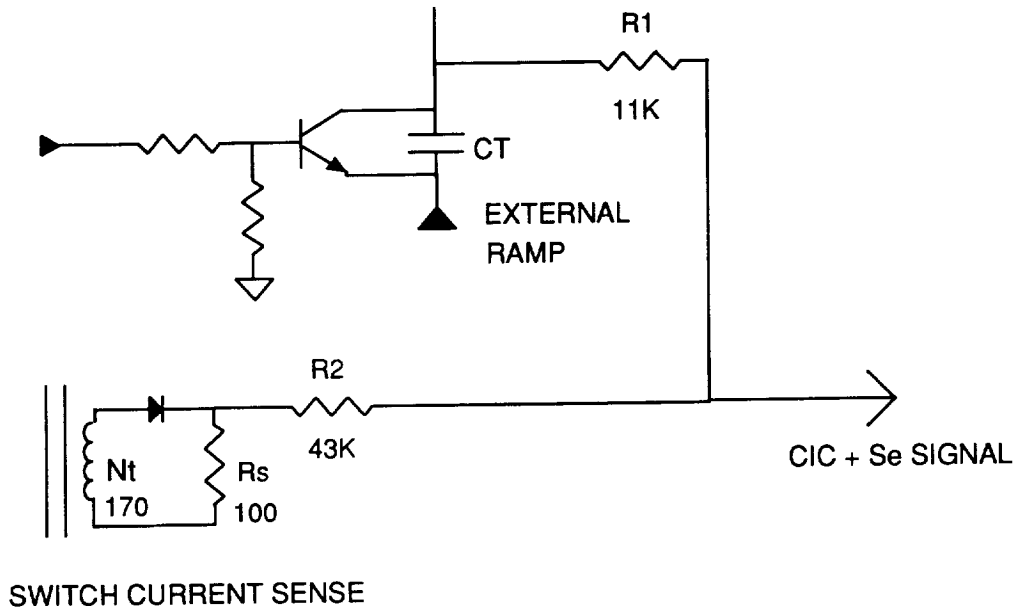 R1
11K
CT
EXTERNAL
RAMP
R2
43K
Nt
170
Rs
100
CIC + Se SIGNAL
SWITCH CURRENT SENSE